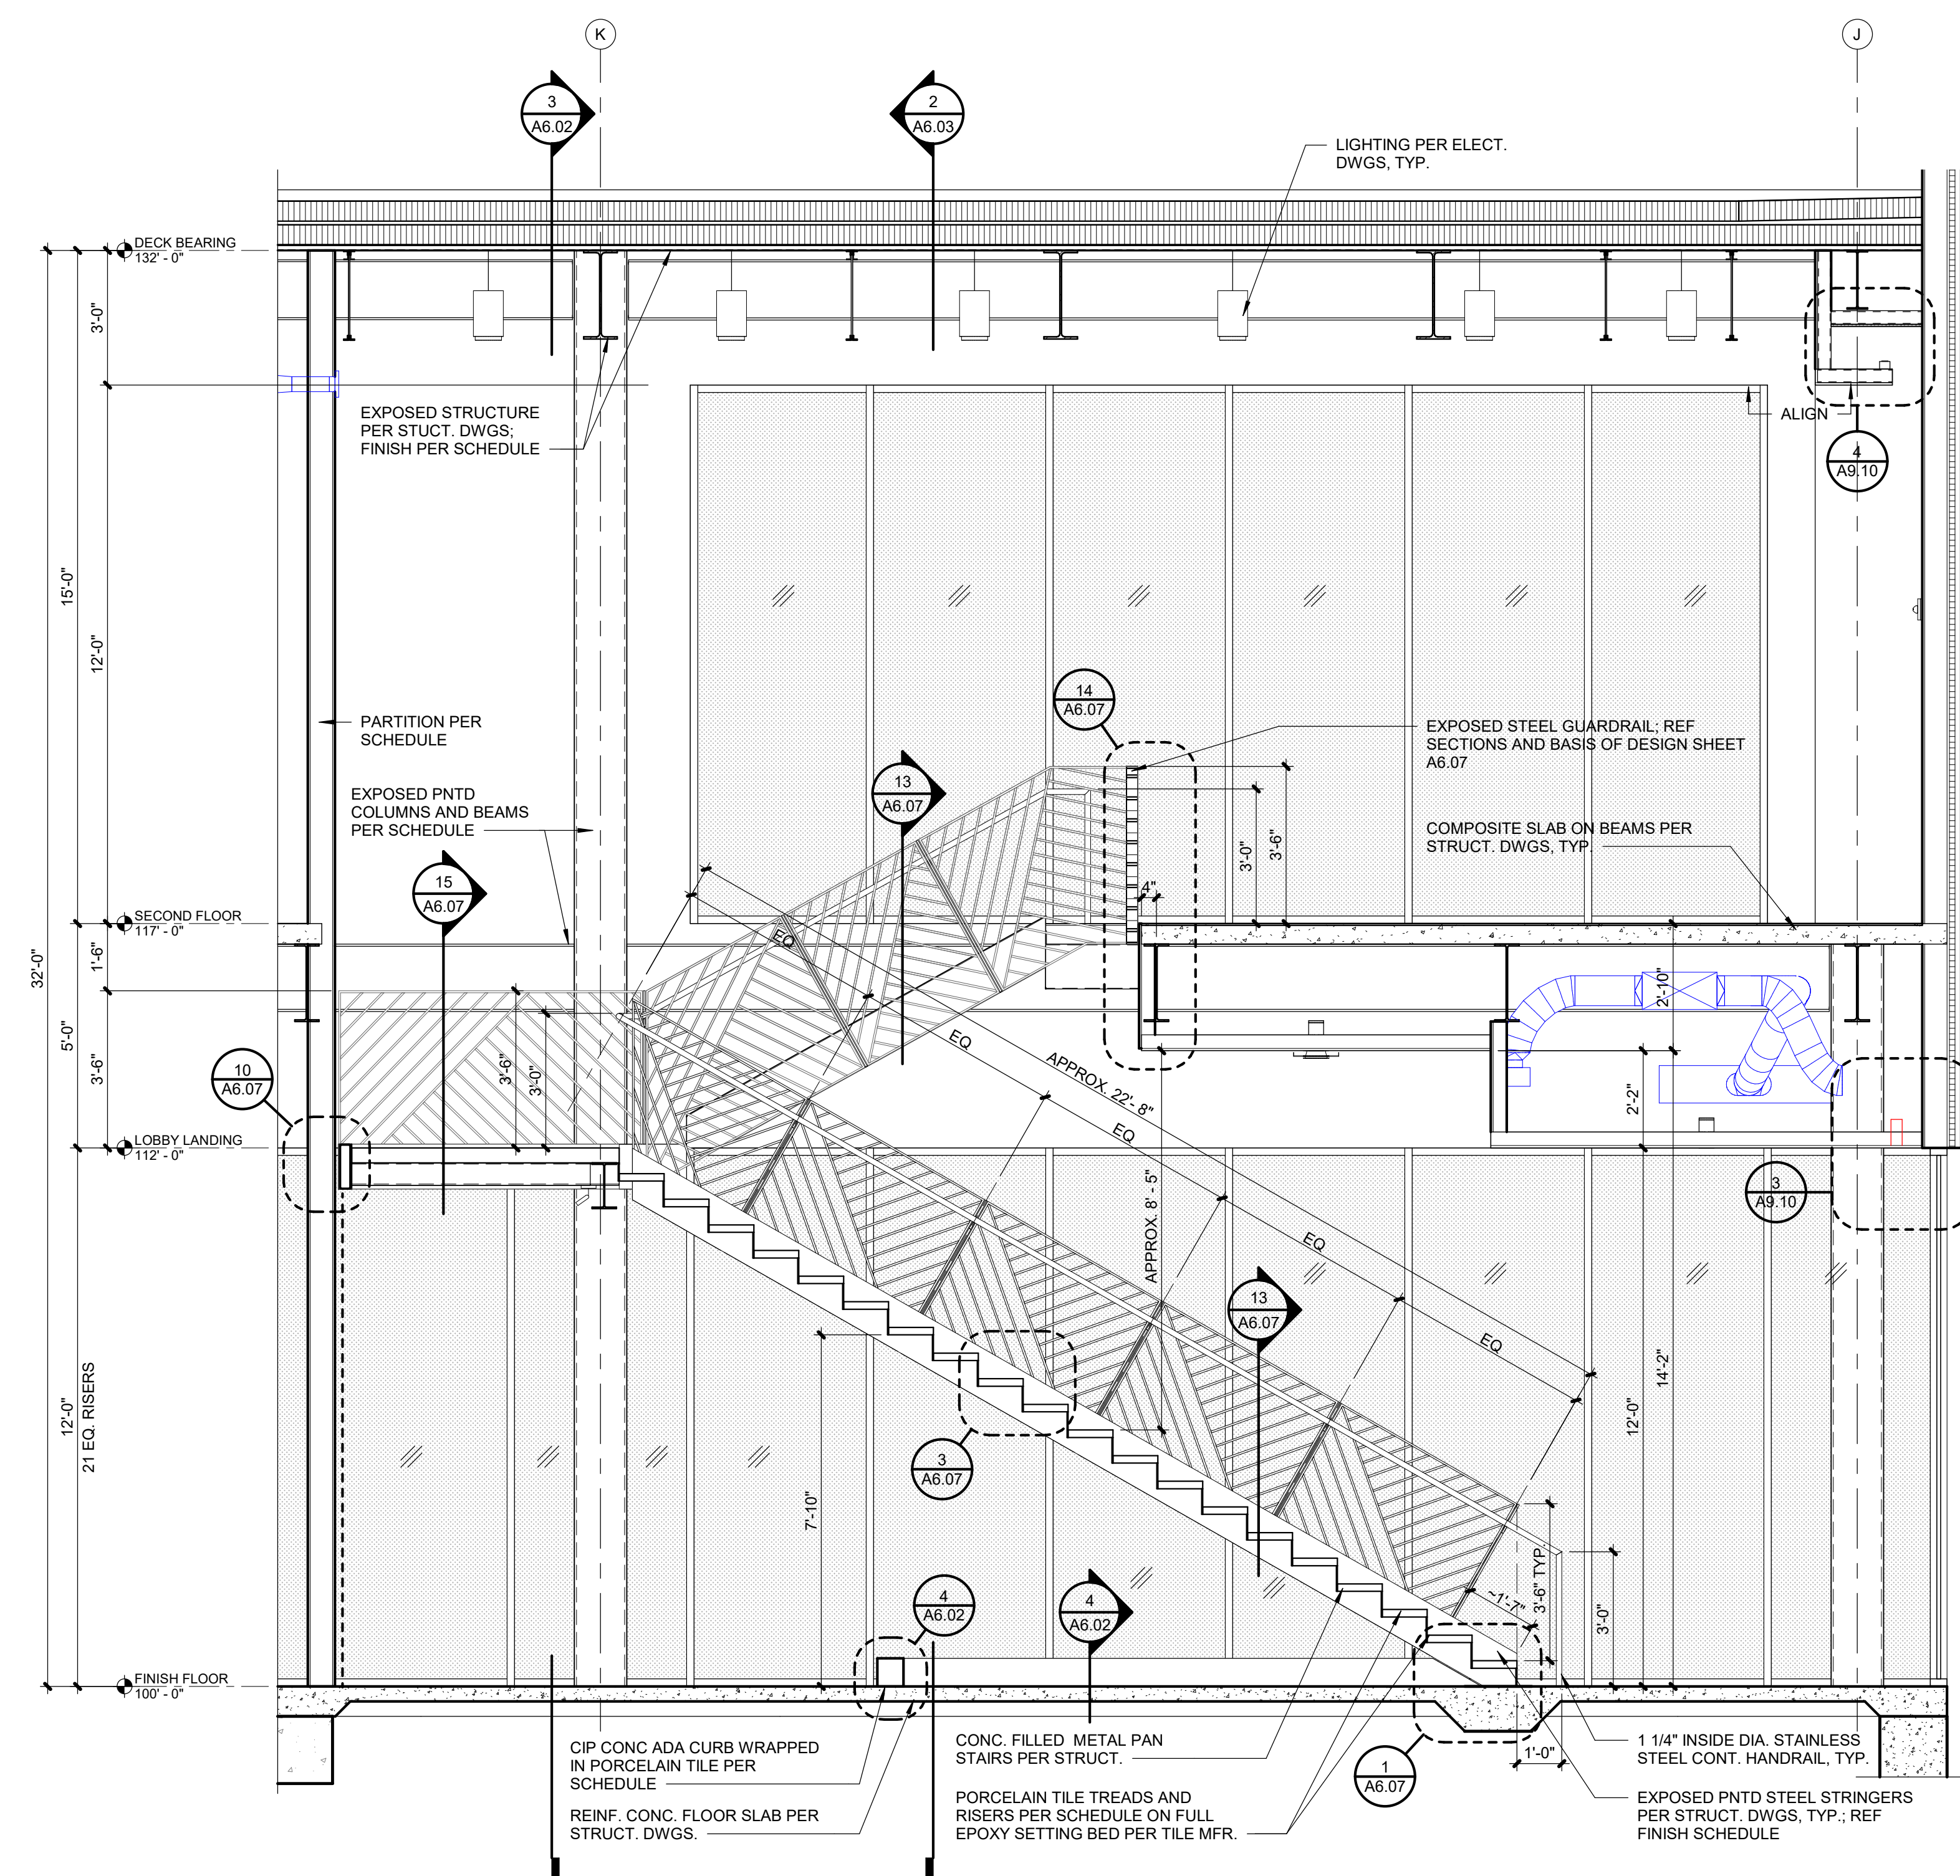 K
J
3
A6.02
2
A6.03
LIGHTING PER ELECT.
DWGS, TYP.
DECK BEARING
132' - 0"
3'-0"
EXPOSED STRUCTURE
PER STUCT. DWGS;
FINISH PER SCHEDULE
ALIGN
4
A9.10
15'-0"
12'-0"
14
A6.07
PARTITION PER
SCHEDULE
EXPOSED STEEL GUARDRAIL; REF
SECTIONS AND BASIS OF DESIGN SHEET
A6.07
13
A6.07
EXPOSED PNTD
COLUMNS AND BEAMS
PER SCHEDULE
3'-0"
3'-6"
COMPOSITE SLAB ON BEAMS PER
STRUCT. DWGS, TYP.
15
A6.07
4"
SECOND FLOOR
117' - 0"
32'-0"
1'-6"
EQ
2'-10"
5'-0"
3'-6"
3'-6"
3'-0"
EQ
APPROX. 22'- 8"
10
A6.07
2'-2"
EQ
LOBBY LANDING
112' - 0"
APPROX. 8' - 5"
3
A9.10
EQ
13
A6.07
EQ
12'-0"
21 EQ. RISERS
7'-10"
14'-2"
12'-0"
3
A6.07
3'-6" TYP.
~1'-7"
3'-0"
4
A6.02
4
A6.02
FINISH FLOOR
100' - 0"
CIP CONC ADA CURB WRAPPED
IN PORCELAIN TILE PER
SCHEDULE
REINF. CONC. FLOOR SLAB PER
STRUCT. DWGS.
CONC. FILLED METAL PAN
STAIRS PER STRUCT.
PORCELAIN TILE TREADS AND
RISERS PER SCHEDULE ON FULL
EPOXY SETTING BED PER TILE MFR.
1
A6.07
1'-0"
1 1/4" INSIDE DIA. STAINLESS
STEEL CONT. HANDRAIL, TYP.
EXPOSED PNTD STEEL STRINGERS
PER STRUCT. DWGS, TYP.; REF
FINISH SCHEDULE